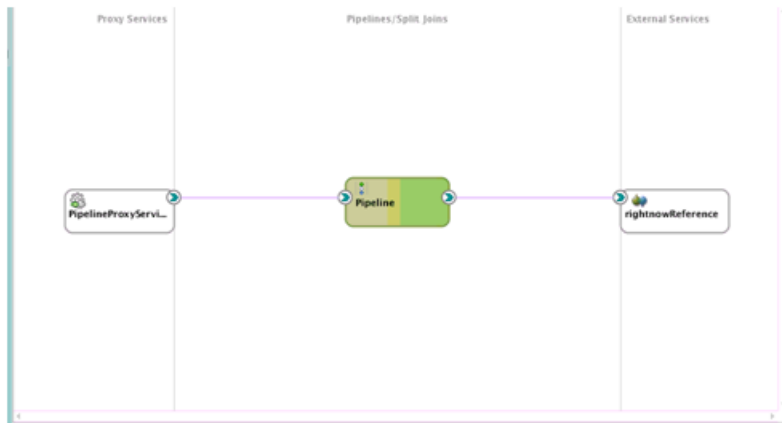 Proxy Services
Pipelines/Split Joins
External Services
PipelineProxyServi...
Pipeline
rightnowReference